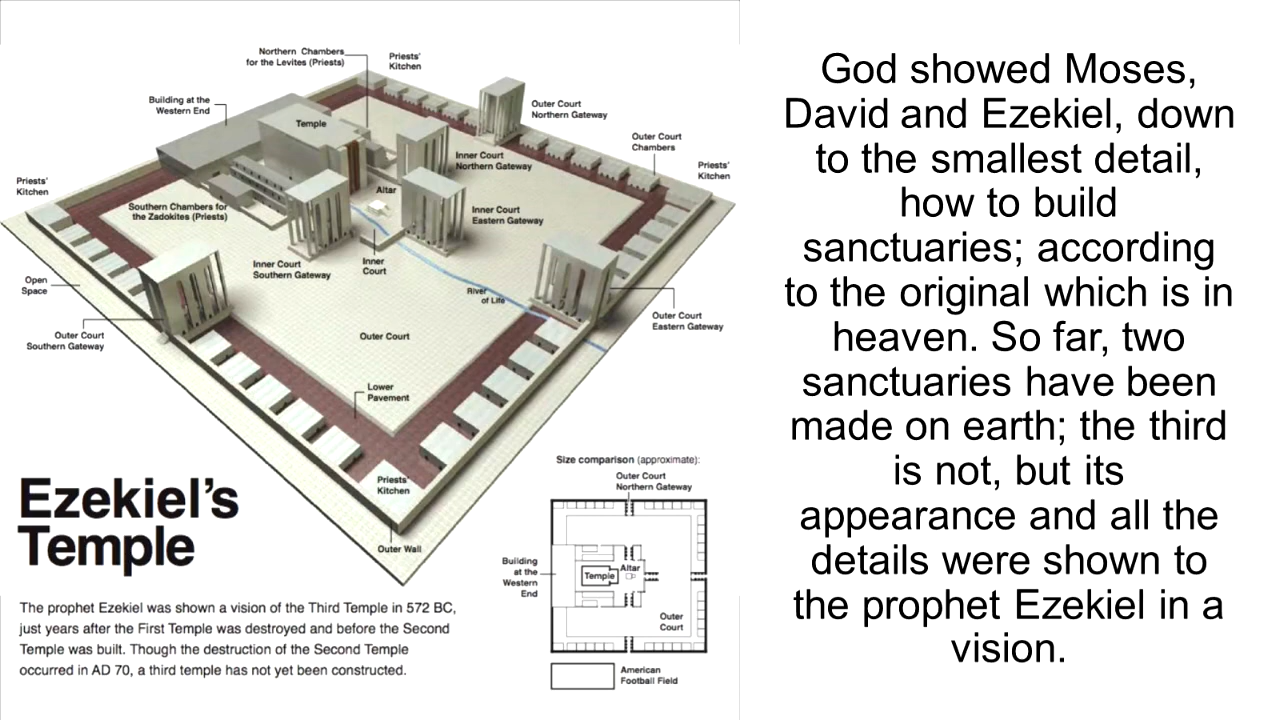 Northern Chambers
for the Levites (Priests)
Priests'
Kitchen
Building at the
Western End
Temple
Outer Court
Northern Gateway
Outer Court
Chambers
Priests'
Kitchen
Inner Court
Northern Gateway
Priests'
Kitchen
Altar
Southern Chambers for
the Zadokites (Priests)
Inner Court
Eastern Gateway
Inner Court
Southern Gateway
Inner
Court
Open
Space
River
of Life
Outer Court
Eastern Gateway
Outer Court
Southern Gateway
Outer Court
Lower
Pavement
Priests'
Kitchen
Outer Wall
Ezekiel's
Temple
The prophet Ezekiel was shown a vision of the Third Temple in 572 BC,
just years after the First Temple was destroyed and before the Second
Temple was built. Though the destruction of the Second Temple
occurred in AD 70, a third temple has not yet been constructed.
Size comparison (approximate):
Outer Court
Northern Gateway
Building
at the
Western
End
Temple
Altar
Outer
Court
American
Football Field
God showed Moses,
David and Ezekiel, down
to the smallest detail,
how to build
sanctuaries; according
to the original which is in
heaven. So far, two
sanctuaries have been
made on earth; the third
is not, but its
appearance and all the
details were shown to
the prophet Ezekiel in a
vision.